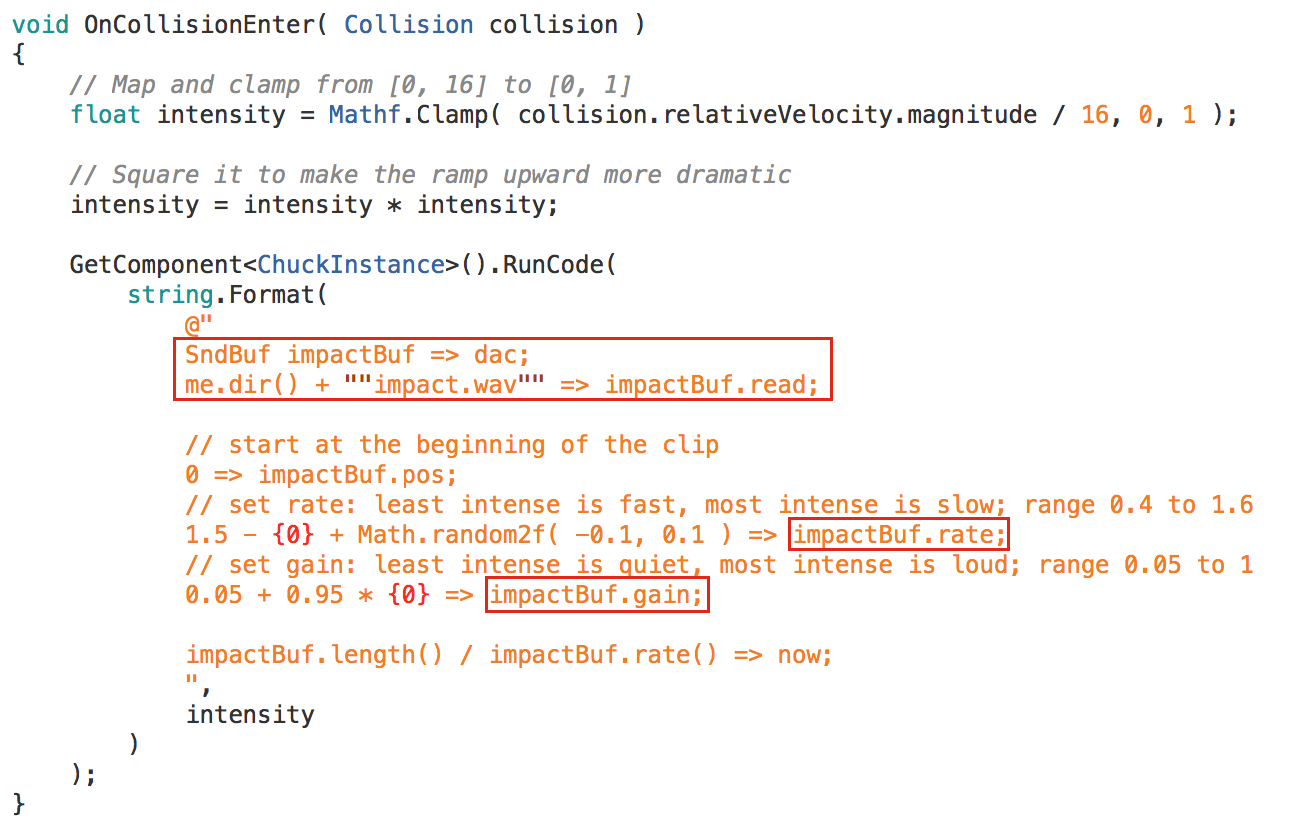 void OnCollisionEnter( Collision collision )
{
// Map and clamp from [0, 16] to [0, 1]
float intensity = Mathf.Clamp( collision.relativeVelocity.magnitude / 16, 0, 1 );
// Square it to make the ramp upward more dramatic
intensity = intensity * intensity;
GetComponent<ChuckInstance>().RunCode(
string.Format(
@"
SndBuf impactBuf => dac;
me.dir() + ""impact.wav"" => impactBuf.read;
// start at the beginning of the clip
0 => impactBuf.pos;
// set rate: least intense is fast, most intense is slow; range 0.4 to 1.6
1.5 - {0} + Math.random2f( -0.1, 0.1 ) => impactBuf.rate;
// set gain: least intense is quiet, most intense is loud; range 0.05 to 1
0.05 + 0.95 * {0} => impactBuf.gain;
impactBuf.length() / impactBuf.rate() => now;
",
intensity
)
);
}